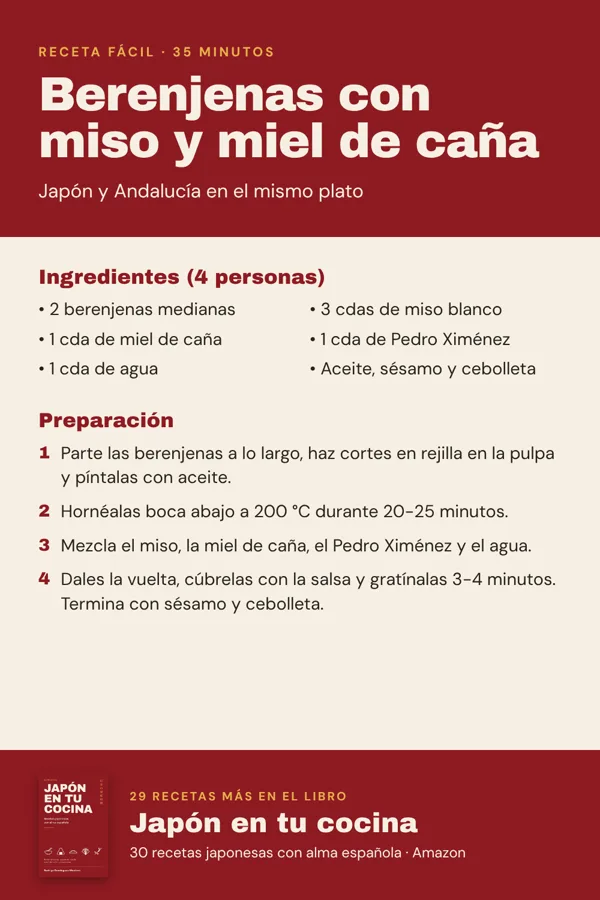 RECETA FÁCIL · 35 MINUTOS
Berenjenas con
miso y miel de caña
Japón y Andalucía en el mismo plato
Ingredientes (4 personas)
• 2 berenjenas medianas
• 3 cdas de miso blanco
• 1 cda de miel de caña
• 1 cda de Pedro Ximénez
• 1 cda de agua
• Aceite, sésamo y cebolleta
Preparación
1 Parte las berenjenas a lo largo, haz cortes en rejilla en la pulpa
y píntalas con aceite.
2 Hornéalas boca abajo a 200 °C durante 20-25 minutos.
3 Mezcla el miso, la miel de caña, el Pedro Ximénez y el agua.
4 Dales la vuelta, cúbrelas con la salsa y gratínalas 3-4 minutos.
Termina con sésamo y cebolleta.
JAPÓN
EN TU
COCINA
29 RECETAS MÁS EN EL LIBRO
Japón en tu cocina
30 recetas japonesas con alma española · Amazon